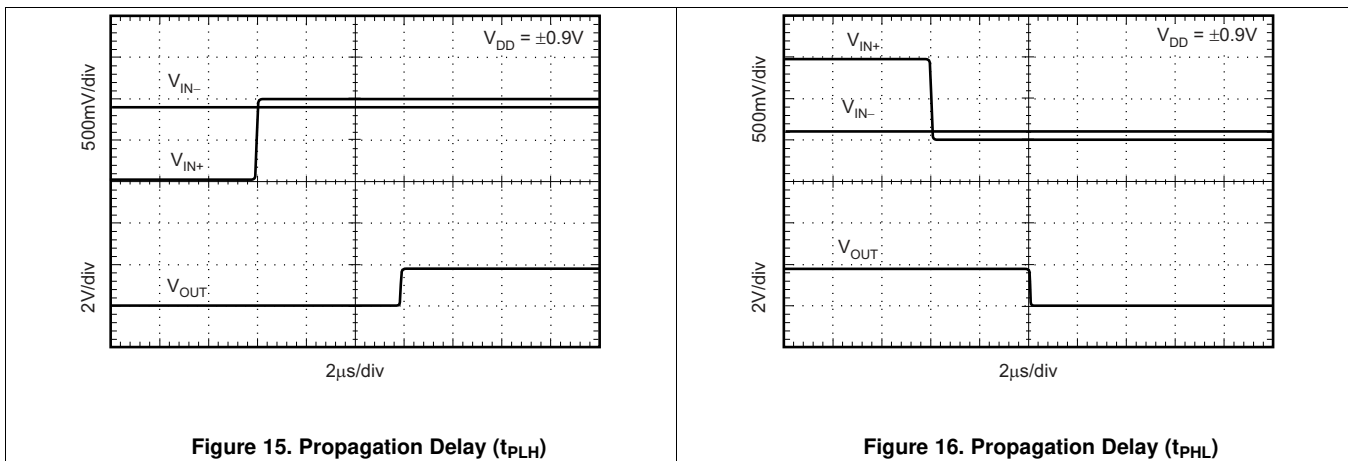 V_DD = ±0.9V
500mV/div
V_IN–
V_IN+
2V/div
V_OUT
2µs/div
Figure 15. Propagation Delay (t_PLH)
V_DD = ±0.9V
V_IN+
500mV/div
V_IN–
V_OUT
2V/div
2µs/div
Figure 16. Propagation Delay (t_PHL)